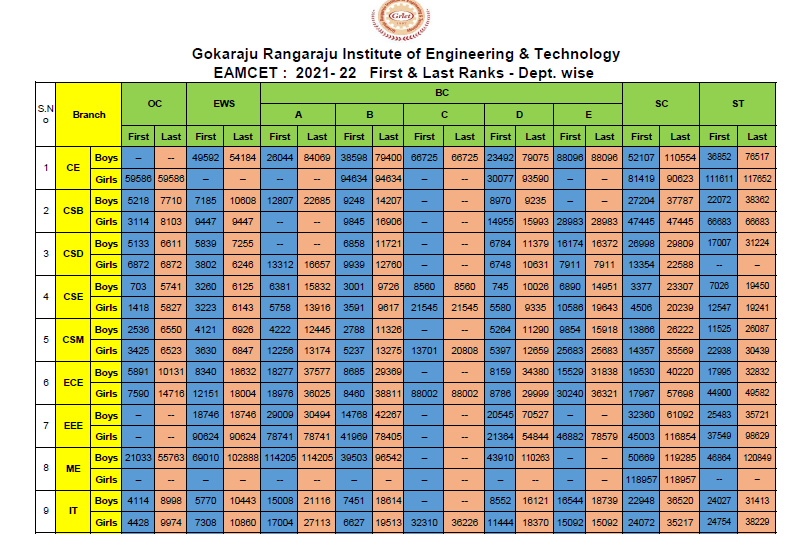 Griet
Gokaraju Rangaraju Institute of Engineering & Technology
EAMCET : 2021- 22 First & Last Ranks - Dept. wise
S.No Branch OC EWS BC SC ST
A B C D E
First Last First Last First Last First Last First Last First Last First Last First Last First Last
1 CE Boys -- -- 49592 54184 26044 84069 38598 79400 66725 66725 23492 79075 88096 88096 52107 110554 36852 76517
Girls 59586 59586 -- -- -- -- 94634 94634 -- -- 30077 93590 -- -- 81419 90623 111611 117652
2 CSB Boys 5218 7710 7185 10608 12807 22685 9248 14207 -- -- 8970 9235 -- -- 27204 37787 22072 38362
Girls 3114 8103 9447 9447 -- -- 9845 16906 -- -- 14955 15993 28983 28983 47445 47445 66683 66683
3 CSD Boys 5133 6611 5839 7255 -- -- 6858 11721 -- -- 6784 11379 16174 16372 26998 29809 17007 31224
Girls 6872 6872 3802 6246 13312 16657 9939 12760 -- -- 6748 10631 7911 7911 13354 22588 -- --
4 CSE Boys 703 5741 3260 6125 6381 15832 3001 9726 8560 8560 745 10026 6890 14951 3377 23307 7026 19450
Girls 1418 5827 3223 6143 5758 13916 3591 9617 21545 21545 5580 9335 10586 19643 4506 20239 12547 19241
5 CSM Boys 2536 6550 4121 6926 4222 12445 2788 11326 -- -- 5264 11290 9854 15918 13866 26222 11525 26087
Girls 3425 6523 3630 6847 12256 13174 5237 13275 13701 20808 5397 12659 25683 25683 14357 35569 22938 30439
6 ECE Boys 5891 10131 8340 18632 18277 37577 8685 29369 -- -- 8159 34380 15529 31838 19530 40220 17995 32832
Girls 7590 14716 12151 18004 18976 36025 8460 38811 88002 88002 8786 29999 30240 36321 17967 57698 44900 49582
7 EEE Boys -- -- 18746 18746 29009 30494 14768 42267 -- -- 20545 70527 -- -- 32360 61092 25483 35721
Girls -- -- 90624 90624 78741 78741 41969 78405 -- -- 21364 54844 46882 78579 45003 116854 37549 98629
8 ME Boys 21033 55763 69010 102888 114205 114205 39503 96542 -- -- 43910 110263 -- -- 50669 119285 46864 120849
Girls -- -- -- -- -- -- -- -- -- -- -- -- -- -- 118957 118957 -- --
9 IT Boys 4114 8998 5770 10443 15008 21116 7451 18614 -- -- 8552 16121 16544 18739 22948 36520 24027 31413
Girls 4428 9974 7308 10860 17004 27113 6627 19513 32310 36226 11444 18370 15092 15092 24072 35217 24754 38229